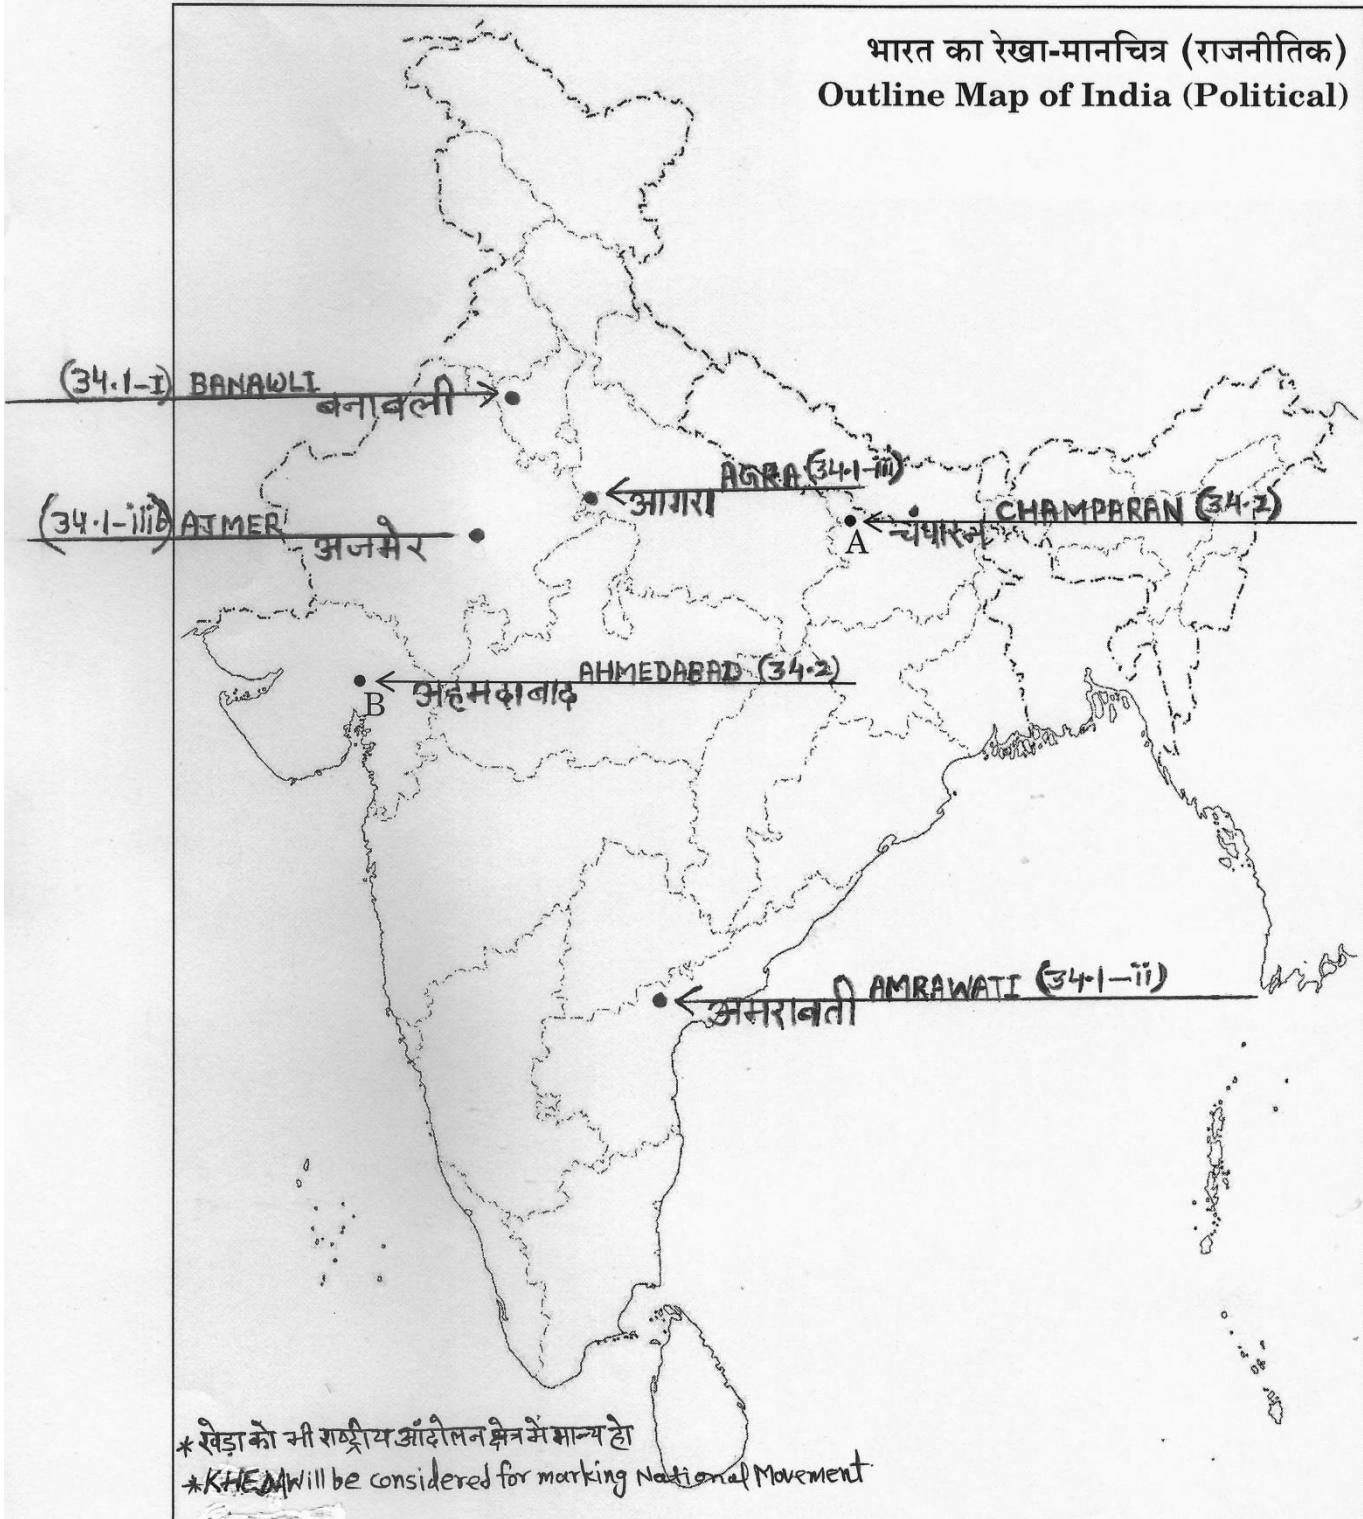 भारत का रेखा-मानचित्र (राजनीतिक)
Outline Map of India (Political)
(34.1-I) BANAWLI
बनावली
AGRA (34.1-iii)
आगरा
CHAMPARAN (34.2)
A चंपारन
(34.1-iiib) AJMER
अजमेर
AHMEDABAD (34.2)
B अहमदाबाद
AMRAWATI (34.1-ii)
अमरावती
* खेड़ा को भी राष्ट्रीय आंदोलन क्षेत्र में मान्य हो
* KHEDA Will be considered for marking National Movement